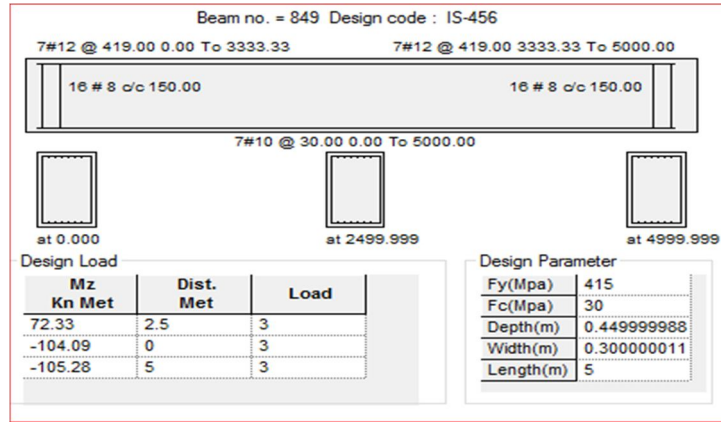 Beam no. = 849 Design code : IS-456
7#12 @ 419.00 0.00 To 3333.33 7#12 @ 419.00 3333.33 To 5000.00
16 # 8 c/c 150.00 16 # 8 c/c 150.00
7#10 @ 30.00 0.00 To 5000.00
at 0.000 at 2499.999 at 4999.999
Design Load Design Parameter
Mz Dist. Load
Kn Met Met
72.33 2.5 3
-104.09 0 3
-105.28 5 3
Fy(Mpa) 415
Fc(Mpa) 30
Depth(m) 0.449999988
Width(m) 0.300000011
Length(m) 5